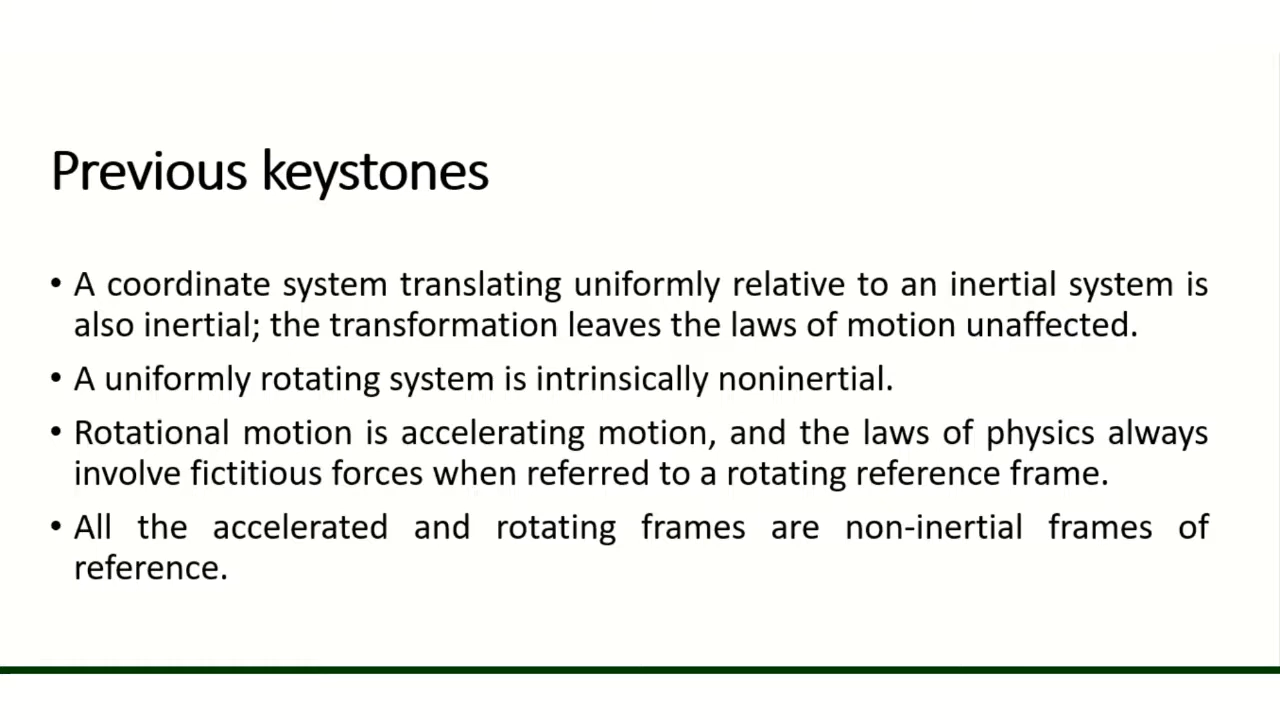 Previous keystones
• A coordinate system translating uniformly relative to an inertial system is
also inertial; the transformation leaves the laws of motion unaffected.
• A uniformly rotating system is intrinsically noninertial.
• Rotational motion is accelerating motion, and the laws of physics always
involve fictitious forces when referred to a rotating reference frame.
• All the accelerated and rotating frames are non-inertial frames of
reference.